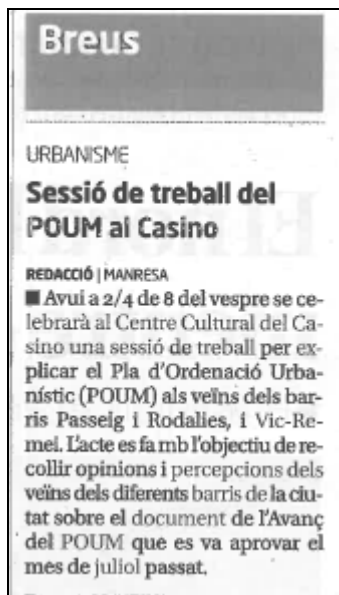 Breus
URBANISME
Sessió de treball del
POUM al Casino
REDACCIÓ | MANRESA
■ Avui a 2/4 de 8 del vespre se ce-
lebrarà al Centre Cultural del Ca-
sino una sessió de treball per ex-
plicar el Pla d'Ordenació Urba-
nístic (POUM) als veïns dels bar-
ris Passeig i Rodalies, i Vic-Re-
mei. L'acte es fa mb l'objectiu de re-
collir opinions i percepcions dels
veïns dels diferents barris de la ciu-
tat sobre el document de l'Avanç
del POUM que es va aprovar el
mes de juliol passat.